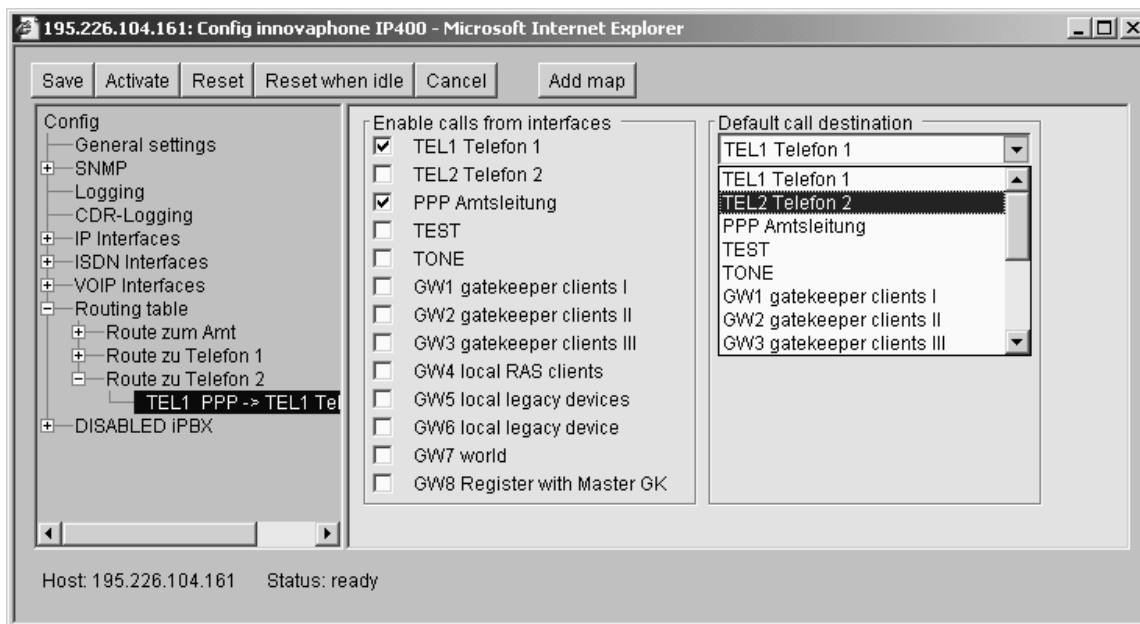 195.226.104.161: Config innovaphone IP400 - Microsoft Internet Explorer
Save Activate Reset Reset when idle Cancel Add map
Config
General settings
SNMP
Logging
CDR-Logging
IP Interfaces
ISDN Interfaces
VOIP Interfaces
Routing table
Route zum Amt
Route zu Telefon 1
Route zu Telefon 2
TEL1 PPP -> TEL1 Tel
DISABLED iPBX
Enable calls from interfaces
TEL1 Telefon 1
TEL2 Telefon 2
PPP Amtsleitung
TEST
TONE
GW1 gatekeeper clients I
GW2 gatekeeper clients II
GW3 gatekeeper clients III
GW4 local RAS clients
GW5 local legacy devices
GW6 local legacy device
GW7 world
GW8 Register with Master GK
Default call destination
TEL1 Telefon 1
TEL1 Telefon 1
TEL2 Telefon 2
PPP Amtsleitung
TEST
TONE
GW1 gatekeeper clients I
GW2 gatekeeper clients II
GW3 gatekeeper clients III
Host: 195.226.104.161 Status: ready